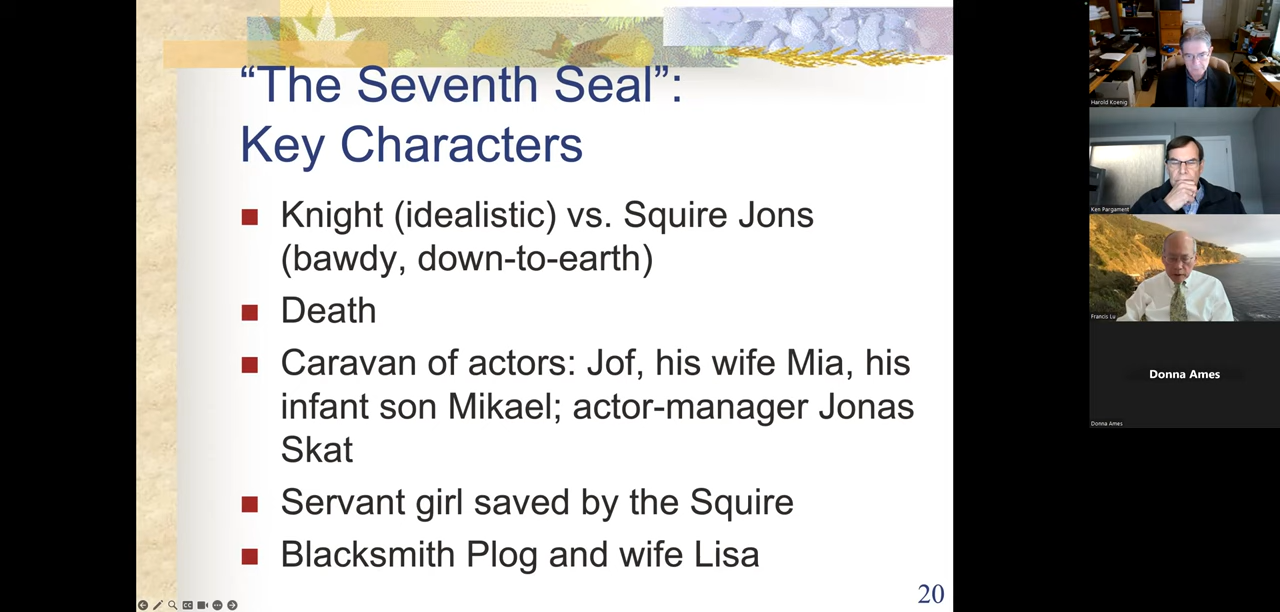 “The Seventh Seal”:
Key Characters
Knight (idealistic) vs. Squire Jons
(bawdy, down-to-earth)
Death
Caravan of actors: Jof, his wife Mia, his
infant son Mikael; actor-manager Jonas
Skat
Servant girl saved by the Squire
Blacksmith Plog and wife Lisa
20
Harold Koenig
Ken Pargament
Francis Lu
Donna Ames
Donna Ames